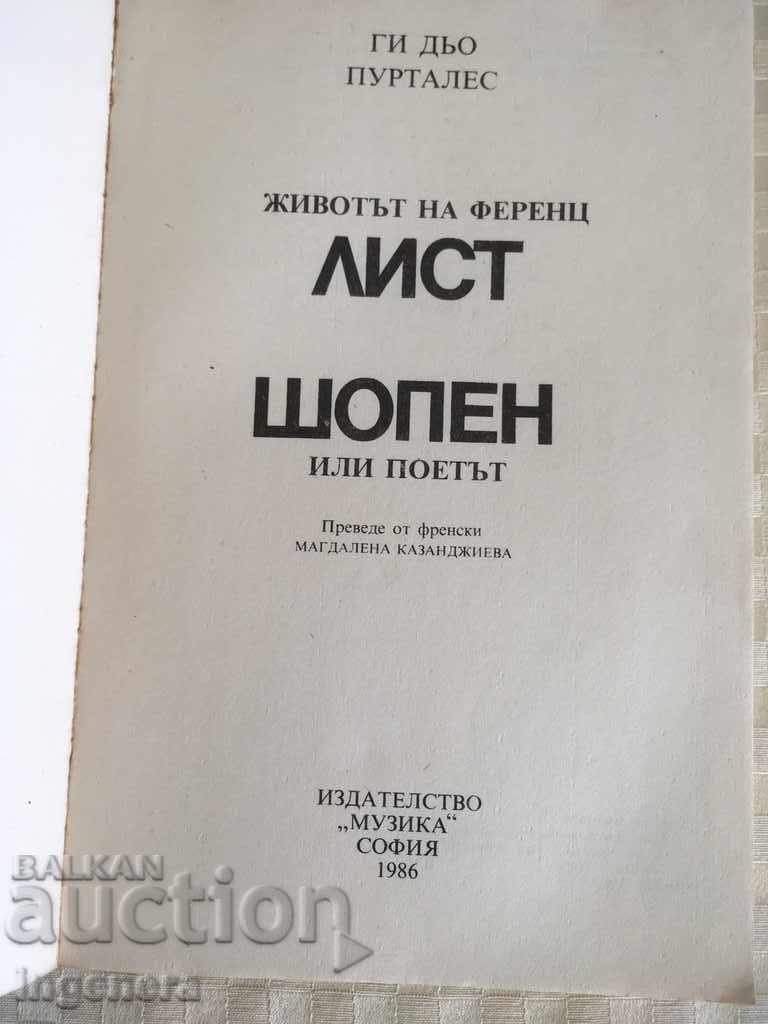 ГИ ДЬО
ПУРТАЛЕС
ЖИВОТЪТ НА ФЕРЕНЦ
ЛИСТ
ШОПЕН
ИЛИ ПОЕТЪТ
Преведе от френски
МАГДАЛЕНА КАЗАНДЖИЕВА
ИЗДАТЕЛСТВО
„МУЗИКА“
СОФИЯ
1986
BALKAN
auction
ingenera